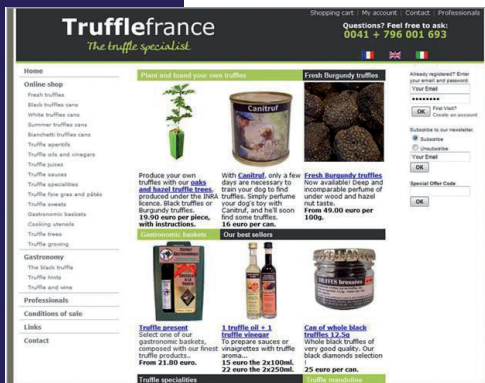 Shopping cart | My account | Contact | Professionals
Trufflefrance
The truffle specialist
Questions? Feel free to ask:
0041 + 796 001 693
Home
Online shop
Fresh truffles
Black truffles cans
White truffles cans
Summer truffles cans
Bianchetti truffles cans
Truffle aperitifs
Truffle oils and vinegars
Truffle juices
Truffle sauces
Truffle specialities
Truffle foie gras and pâtés
Truffle sweets
Gastronomic baskets
Cooking utensils
Truffle trees
Truffle growing
Gastronomy
The black truffle
Truffle hints
Truffle and wine
Professionals
Conditions of sale
Links
Contact
Plant and found your own truffles
Canitruf
Produce your own
truffles with our oaks
and hazel truffle trees,
produced under the INRA
licence. Black truffles or
Burgundy truffles.
19.90 euro per piece,
with instructions.
With Canitruf, only a few
days are necessary to
train your dog to find
truffles. Simply perfume
your dog's toy with
Canitruf, and he'll soon
find some truffles.
16 euro per can.
Fresh Burgundy truffles
Fresh Burgundy truffles
Now available! Deep and
incomparable perfume of
under wood and hazel
nut taste.
From 49.00 euro per
100g.
Gastronomic baskets
Truffle present
Select one of our
gastronomic baskets,
composed with our finest
truffle products..
From 21.80 euro.
Our best sellers
1 truffle oil + 1
truffle vinegar
To prepare sauces or
vinaigrettes with truffle
aroma...
15 euro the 2x100ml.
22 euro the 2x250ml.
TRUFFES brossées
Can of whole black
truffles 12.5g
Whole black truffles of
very good quality. Our
black diamonds selection
!
25 euro per can.
Truffle specialities
Truffle mandoline
Already registered? Enter
your email and password:
Your Email
••••••••
OK
First Visit?
Create an account
Subscribe to our newsletter.
Subscribe
Unsubscribe
Your Email
OK
Special Offer Code
OK